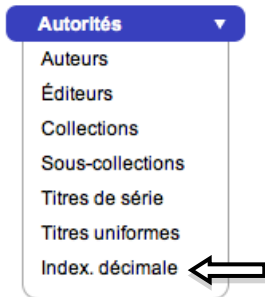 Autorités
Auteurs
Éditeurs
Collections
Sous-collections
Titres de série
Titres uniformes
Index. décimale